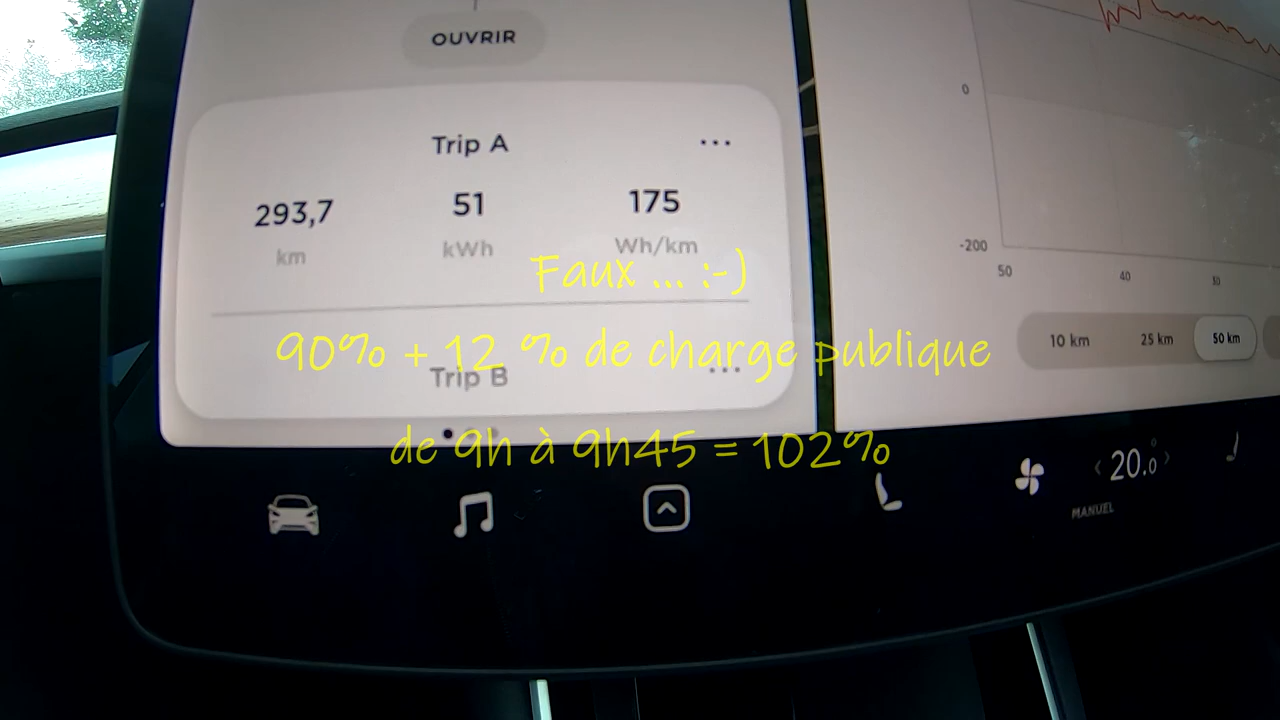 OUVRIR
Trip A
...
293,7 51 175
km kWh Wh/km
Faux ... :-)
90% + 12 % de charge publique
Trip B
...
de 9h à 9h45 = 102%
0
-200
50 40 30
10 km 25 km 50 km
20.0°
MANUEL